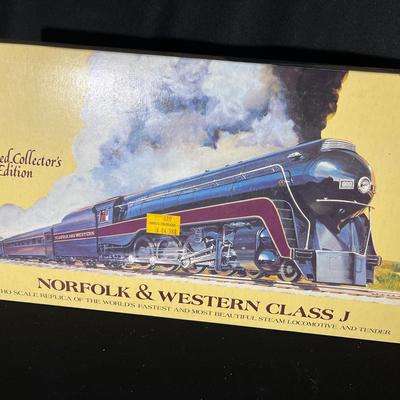 ed Collector's
Edition
NORFOLK AND WESTERN
NORFOLK & WESTERN CLASS J
HO SCALE REPLICA OF THE WORLD'S FASTEST AND MOST BEAUTIFUL STEAM LOCOMOTIVE AND TENDER